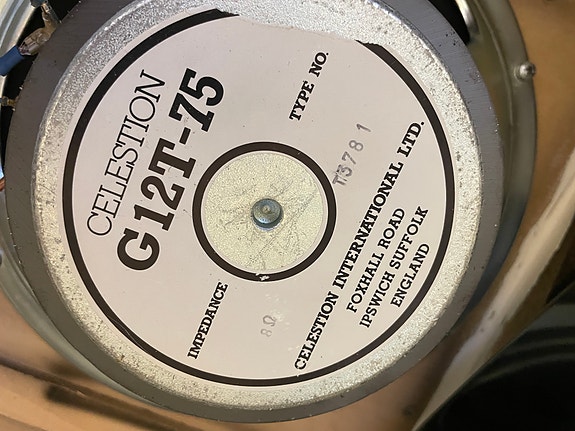 CELESTION
G12T-75
TYPE NO.
T3781
IMPEDANCE
8Ω
CELESTION INTERNATIONAL LTD.
FOXHALL ROAD
IPSWICH SUFFOLK
ENGLAND